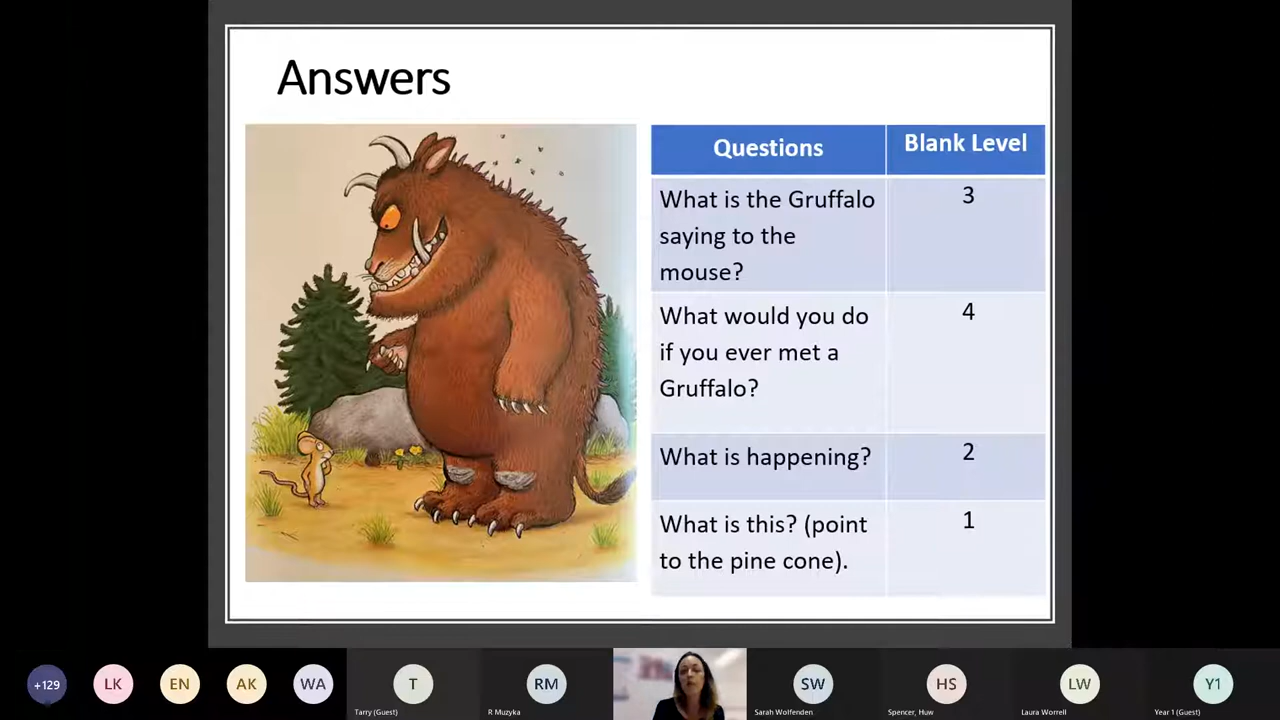 Answers
Questions
Blank Level
What is the Gruffalo
saying to the
mouse?
3
What would you do
if you ever met a
Gruffalo?
4
What is happening?
2
What is this? (point
to the pine cone).
1
+129
LK
EN
AK
WA
T
Tarry (Guest)
RM
R Muzyka
SW
Sarah Wolfenden
HS
Spencer, Huw
LW
Laura Worrell
Y1
Year 1 (Guest)